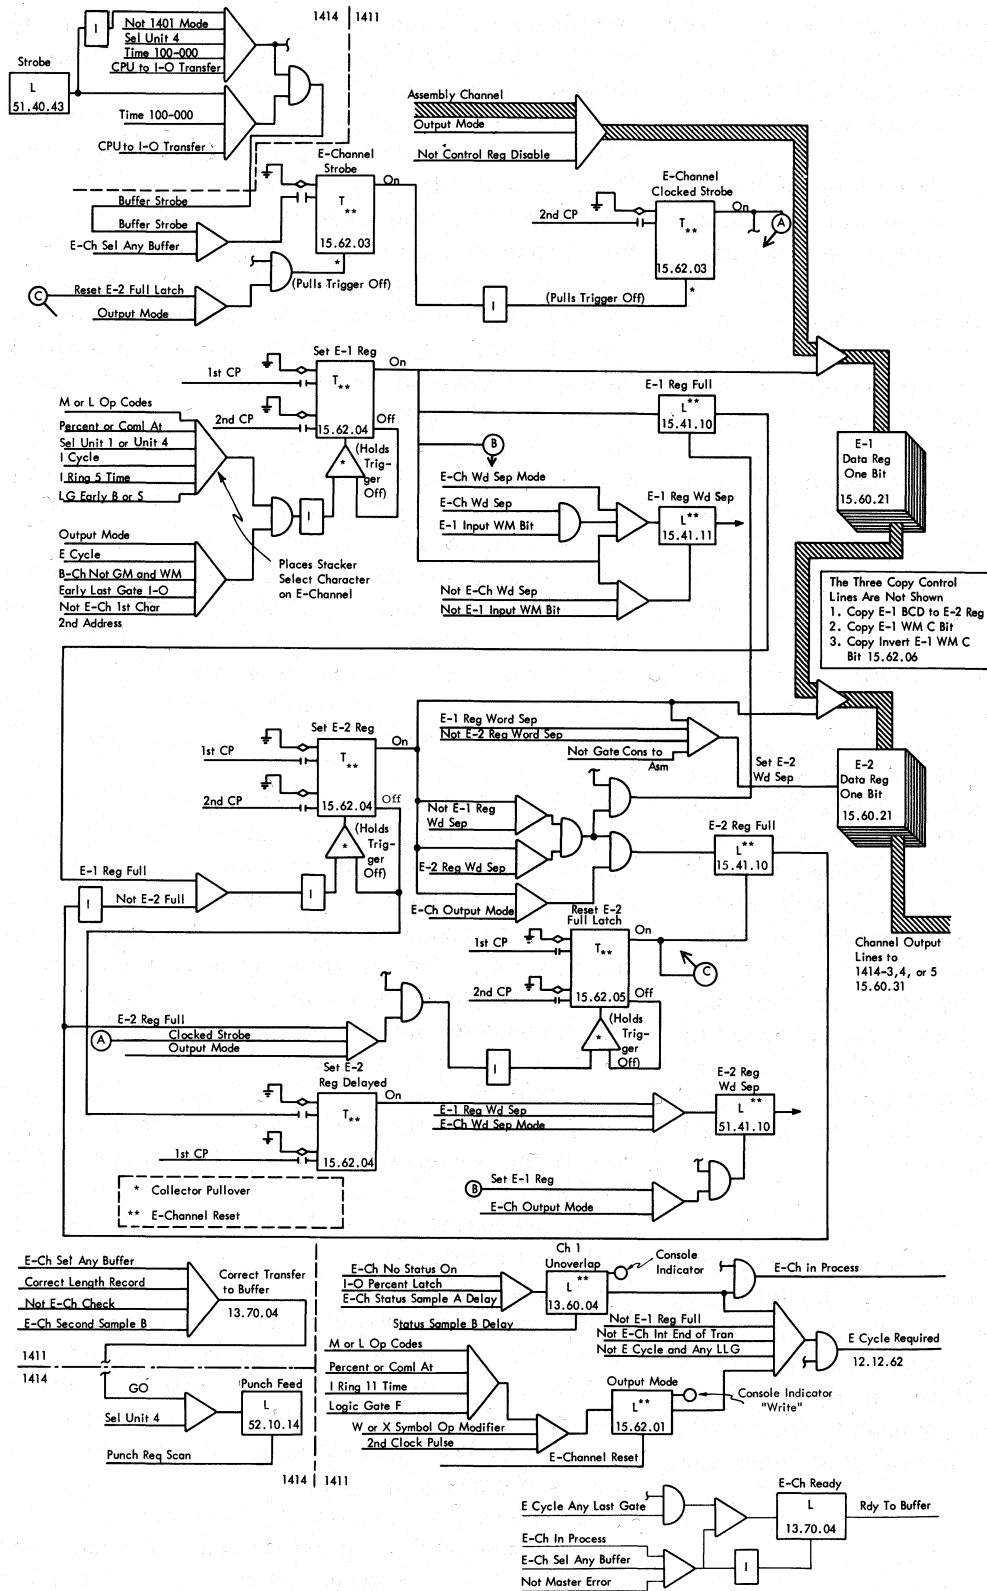 1414
1411
I
Not 1401 Mode
Sel Unit 4
Time 100-000
CPU to I-O Transfer
Strobe
L
51.40.43
Time 100-000
CPU to I-O Transfer
Assembly Channel
Output Mode
Not Control Reg Disable
E-Channel
Strobe
On
T
**
15.62.03
*
(Pulls Trigger Off)
Buffer Strobe
Buffer Strobe
E-Ch Sel Any Buffer
C
Reset E-2 Full Latch
Output Mode
E-Channel
Clocked Strobe
On
2nd CP
T
**
15.62.03
*
A
I
(Pulls Trigger Off)
Set E-1 Reg
On
1st CP
T**
2nd CP
Off
15.62.04
*
(Holds
Trig-
ger
Off)
M or L Op Codes
Percent or Coml At
Sel Unit 1 or Unit 4
I Cycle
I Ring 5 Time
LG Early B or S
I
Output Mode
E Cycle
B-Ch Not GM and WM
Early Last Gate I-O
Not E-Ch 1st Char
2nd Address
Places Stacker
Select Character
on E-Channel
E-1 Reg Full
L**
15.41.10
B
E-Ch Wd Sep Mode
E-Ch Wd Sep
E-1 Input WM Bit
E-1 Reg Wd Sep
L**
15.41.11
Not E-Ch Wd Sep
Not E-1 Input WM Bit
E-1
Data Reg
One Bit
15.60.21
The Three Copy Control
Lines Are Not Shown
1. Copy E-1 BCD to E-2 Reg
2. Copy E-1 WM C Bit
3. Copy Invert E-1 WM C
Bit 15.62.06
Set E-2 Reg
On
1st CP
T**
2nd CP
Off
15.62.04
*
(Holds
Trig-
ger
Off)
E-1 Reg Word Sep
Not E-2 Reg Word Sep
Not Gate Cons to
Asm
Set E-2
Wd Sep
E-2
Data Reg
One Bit
15.60.21
Not E-1 Reg
Wd Sep
E-2 Reg Wd Sep
E-Ch Output Mode
E-2 Reg Full
L**
15.41.10
E-1 Reg Full
I
Not E-2 Full
I
Reset E-2
Full Latch
On
1st CP
T**
2nd CP
Off
15.62.05
*
(Holds
Trig-
ger
Off)
C
Channel Output
Lines to
1414-3,4, or 5
15.60.31
E-2 Reg Full
A
Clocked Strobe
Output Mode
I
Set E-2
Reg Delayed
On
T**
1st CP
15.62.04
E-1 Reg Wd Sep
E-Ch Wd Sep Mode
E-2 Reg
Wd Sep
L**
51.41.10
B
Set E-1 Reg
E-Ch Output Mode
* Collector Pullover
** E-Channel Reset
E-Ch Sel Any Buffer
Correct Length Record
Not E-Ch Check
E-Ch Second Sample B
Correct Transfer
to Buffer
13.70.04
1411
1414
GO
Sel Unit 4
Punch Feed
L
52.10.14
Punch Req Scan
1414
1411
E-Ch No Status On
I-O Percent Latch
E-Ch Status Sample A Delay
Status Sample B Delay
Ch 1
Unoverlap
L**
13.60.04
Console
Indicator
E-Ch in Process
Not E-1 Reg Full
Not E-Ch Int End of Tran
Not E Cycle and Any LLG
E Cycle Required
12.12.62
M or L Op Codes
Percent or Coml At
I Ring 11 Time
Logic Gate F
W or X Symbol Op Modifier
2nd Clock Pulse
E-Channel Reset
Output Mode
L**
15.62.01
Console Indicator
"Write"
E Cycle Any Last Gate
E-Ch In Process
E-Ch Sel Any Buffer
Not Master Error
I
E-Ch Ready
L
13.70.04
Rdy To Buffer